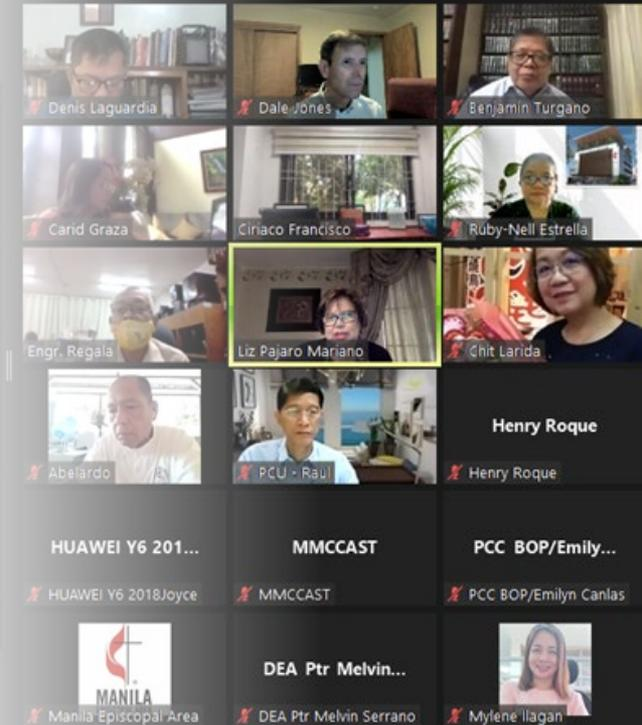 Denis Laguardia
Dale Jones
Benjamin Turgano
Carid Graza
Ciriaco Francisco
Ruby-Nell Estrella
Engr. Regala
Liz Pajaro Mariano
Chit Larida
Abelardo
PCU - Raul
Henry Roque
Henry Roque
HUAWEI Y6 201...
MMCCAST
PCC BOP/Emily...
HUAWEI Y6 2018Joyce
MMCCAST
PCC BOP/Emilyn Canlas
MANILA
DEA Ptr Melvin...
Manila Episcopal Area
DEA Ptr Melvin Serrano
Mylene Ilagan